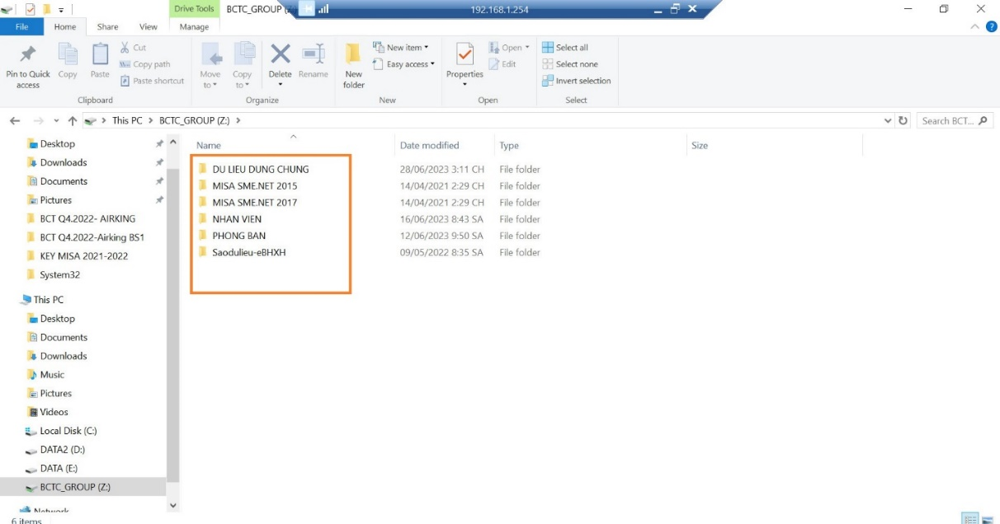 Drive Tools BCTC_GROUP (Z:) 192.168.1.254
File Home Share View Manage
Pin to Quick access
Copy
Paste
Cut
Copy path
Paste shortcut
Clipboard
Move to
Copy to
Delete
Rename
Organize
New folder
New item
Easy access
New
Properties
Open
Edit
Open
Select all
Select none
Invert selection
Select
This PC > BCTC_GROUP (Z:) >
Search BCT...
Desktop
Downloads
Documents
Pictures
BCT Q4.2022- AIRKING
BCT Q4.2022-Airking BS1
KEY MISA 2021-2022
System32
This PC
Desktop
Documents
Downloads
Music
Pictures
Videos
Local Disk (C:)
DATA2 (D:)
DATA (E:)
BCTC_GROUP (Z:)
Network
Name Date modified Type Size
DU LIEU DUNG CHUNG 28/06/2023 3:11 CH File folder
MISA SME.NET 2015 14/04/2021 2:29 CH File folder
MISA SME.NET 2017 14/04/2021 2:29 CH File folder
NHAN VIEN 16/06/2023 8:43 SA File folder
PHONG BAN 12/06/2023 9:50 SA File folder
Saodulieu-eBHXH 09/05/2022 8:35 SA File folder
6 items